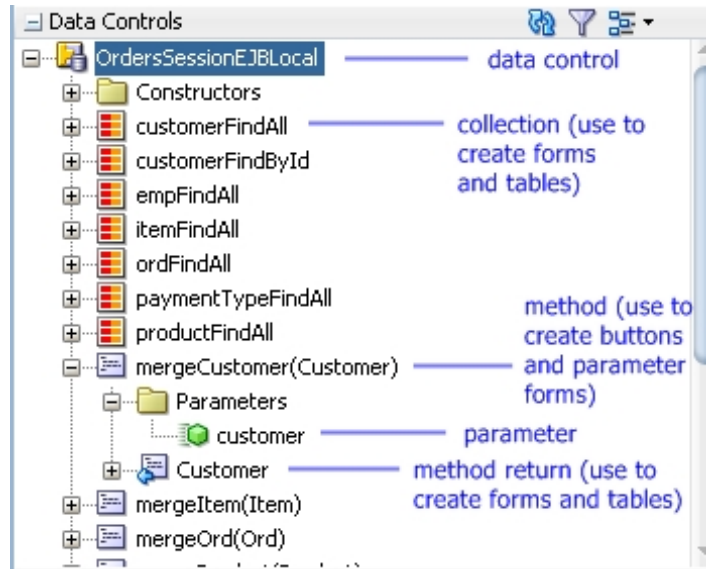 Data Controls
OrdersSessionEJBLocal data control
Constructors
customerFindAll collection (use to
customerFindById create forms
empFindAll and tables)
itemFindAll
ordFindAll
paymentTypeFindAll method (use to
productFindAll create buttons
mergeCustomer(Customer) and parameter
Parameters forms)
customer parameter
Customer method return (use to
mergeItem(Item) create forms and tables)
mergeOrd(Ord)